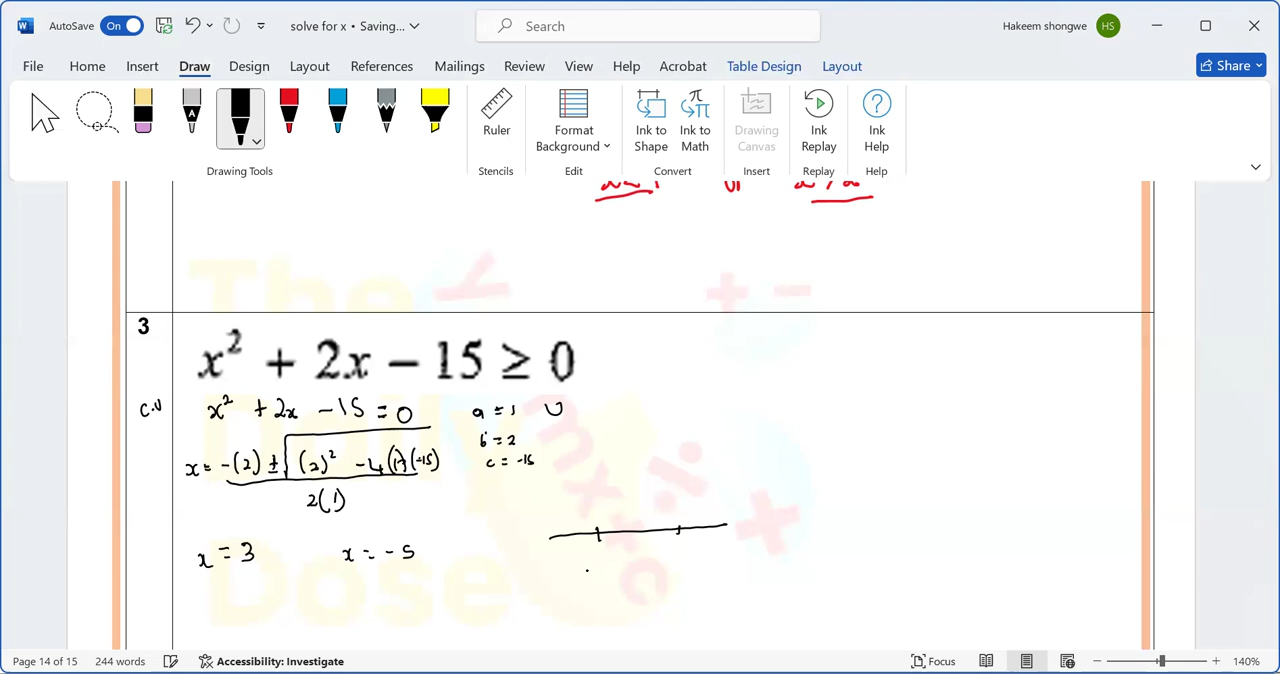 AutoSave On solve for x • Saving... Search Hakeem shongwe HS
File Home Insert Draw Design Layout References Mailings Review View Help Acrobat Table Design Layout Share
A Ruler Format Background Ink to Shape Ink to Math Drawing Canvas Ink Replay Ink Help
Drawing Tools Stencils Edit Convert Insert Replay Help
3
x² + 2x − 15 ≥ 0
C.V x² + 2x − 15 = 0 a = 1 ∪
b = 2
x = −(2) ± √(2)² − 4(1)(−15) c = −15
2(1)
x = 3 x = −5
The Daily Dose
mx+c
Page 14 of 15 244 words Accessibility: Investigate Focus 140%